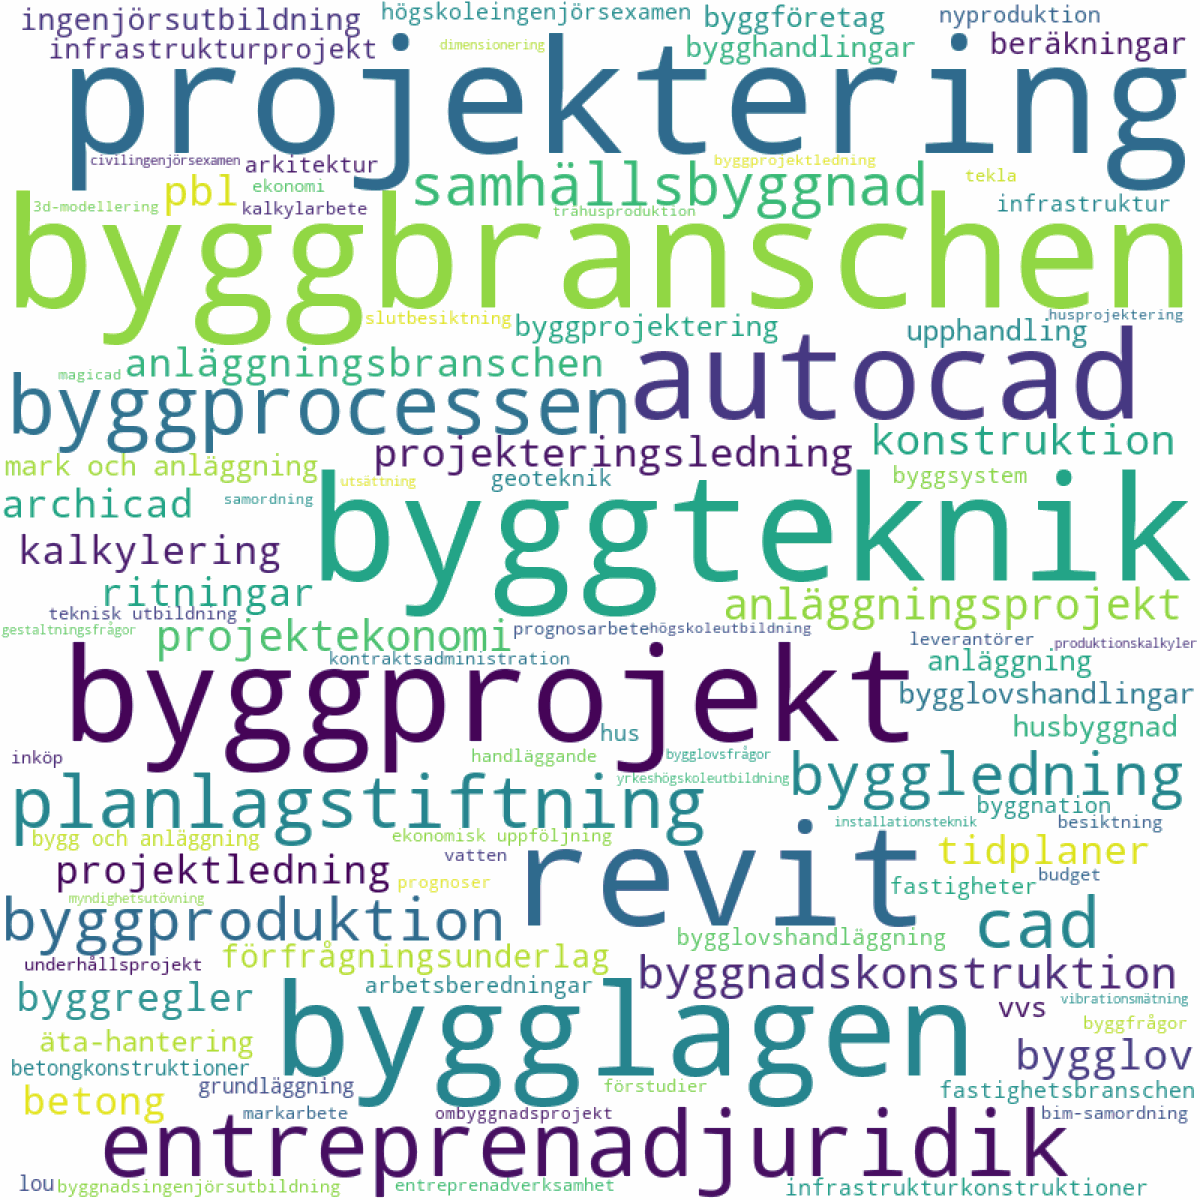 ingenjörsutbildning
högskoleingenjörsexamen
byggföretag
nyproduktion
infrastrukturprojekt
dimensionering
bygghandlingar
beräkningar
projektering
civilingenjörsexamen
arkitektur
byggprojektledning
pbl
ekonomi
samhällsbyggnad
tekla
3d-modellering
kalkylarbete
trähusproduktion
infrastruktur
byggbranschen
slutbesiktning
byggprojektering
upphandling
husprojektering
anläggningsbranschen
autocad
magicad
byggprocessen
projekteringsledning
konstruktion
mark och anläggning
utsättning
geoteknik
byggsystem
archicad
samordning
byggteknik
kalkylering
ritningar
anläggningsprojekt
teknisk utbildning
gestaltningsfrågor
projektekonomi
prognosarbete
högskoleutbildning
leverantörer
produktionskalkyler
kontraktsadministration
anläggning
byggprojekt
bygglovshandlingar
hus
husbyggnad
inköp
handläggande
bygglovsfrågor
yrkeshögskoleutbildning
byggledning
planlagstiftning
byggnation
bygg och anläggning
ekonomisk uppföljning
installationsteknik
besiktning
projektledning
vatten
revit
tidplaner
prognoser
fastigheter
budget
myndighetsutövning
byggproduktion
cad
förfrågningsunderlag
bygglovshandläggning
underhållsprojekt
byggnadskonstruktion
byggregler
arbetsberedningar
bygglagen
vvs
vibrationsmätning
äta-hantering
byggfrågor
betongkonstruktioner
bygglov
betong
grundläggning
förstudier
fastighetsbranschen
markarbete
ombyggnadsprojekt
bim-samordning
entreprenadjuridik
lou
byggnadsingenjörsutbildning
entreprenadverksamhet
infrastrukturkonstruktioner